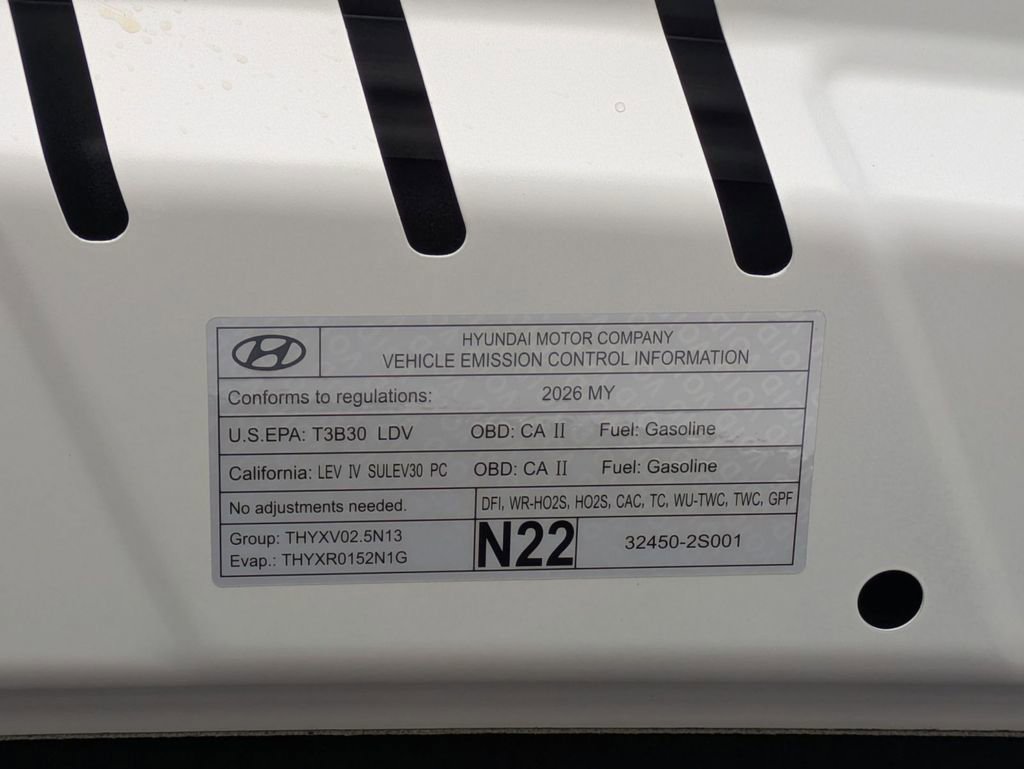 HYUNDAI MOTOR COMPANY
VEHICLE EMISSION CONTROL INFORMATION
Conforms to regulations: 2026 MY
U.S.EPA: T3B30 LDV OBD: CA II Fuel: Gasoline
California: LEV IV SULEV30 PC OBD: CA II Fuel: Gasoline
No adjustments needed. DFI, WR-HO2S, HO2S, CAC, TC, WU-TWC, TWC, GPF
Group: THYXV02.5N13
Evap.: THYXR0152N1G
N22
32450-2S001